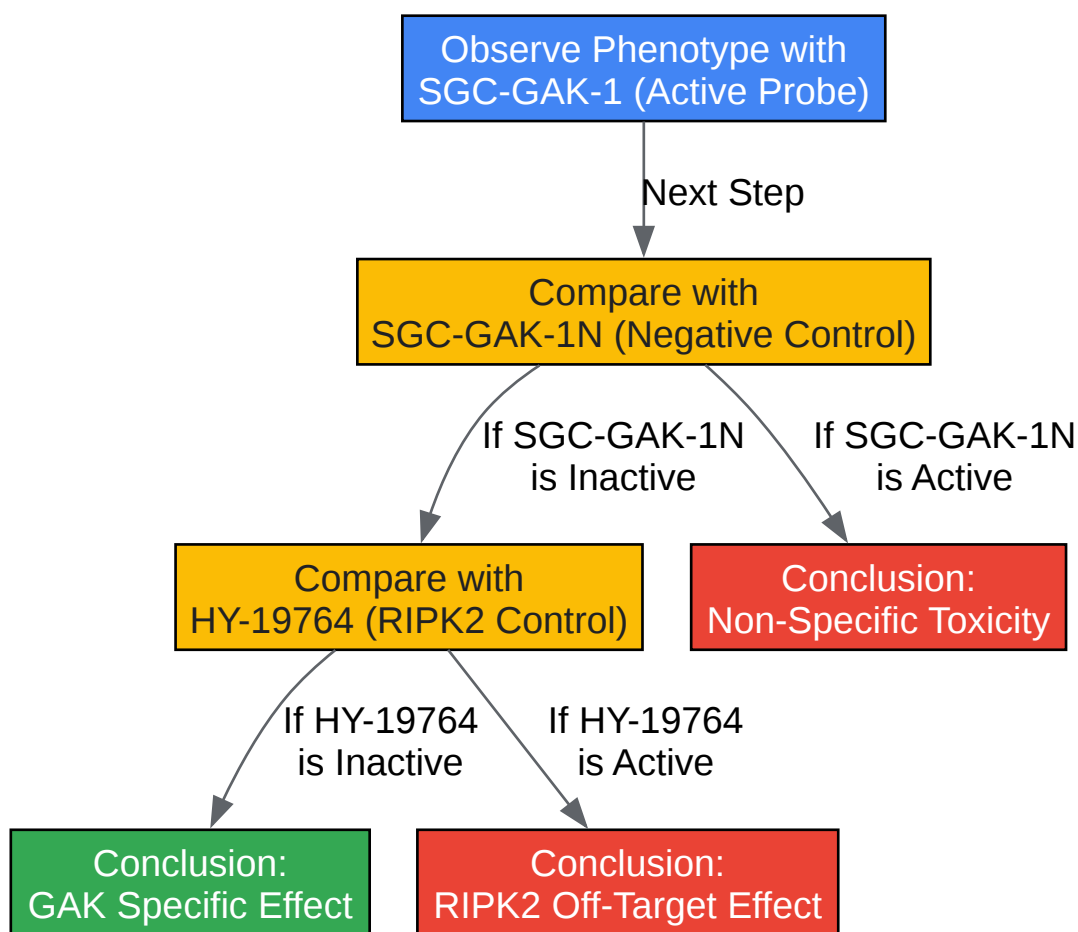 Observe Phenotype with
SGC-GAK-1 (Active Probe)
Next Step
Compare with
SGC-GAK-1N (Negative Control)
If SGC-GAK-1N
is Inactive
If SGC-GAK-1N
is Active
Compare with
HY-19764 (RIPK2 Control)
Conclusion:
Non-Specific Toxicity
If HY-19764
is Inactive
If HY-19764
is Active
Conclusion:
GAK Specific Effect
Conclusion:
RIPK2 Off-Target Effect